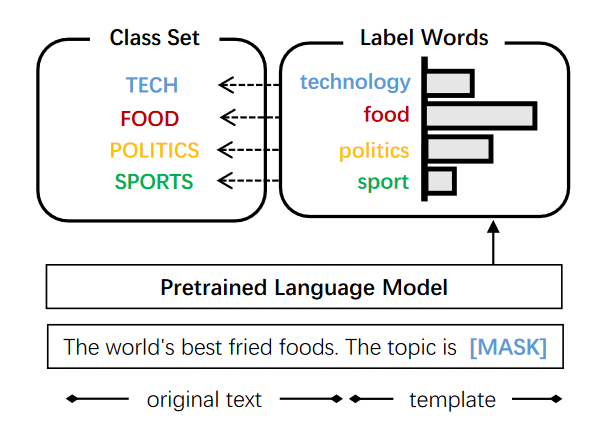 Class Set
Label Words
TECH
technology
FOOD
food
POLITICS
politics
SPORTS
sport
Pretrained Language Model
The world's best fried foods. The topic is [MASK]
original text
template